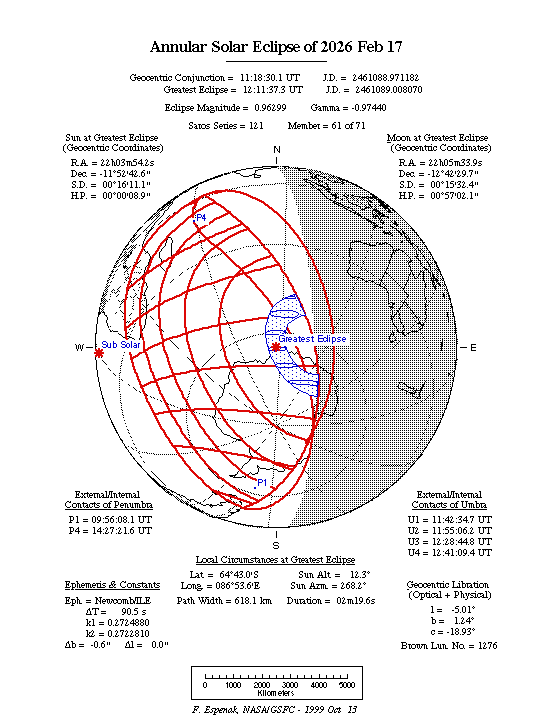 Annular Solar Eclipse of 2026 Feb 17
Geocentric Conjunction = 11:18:30.1 UT J.D. = 2461088.971182
Greatest Eclipse = 12:11:37.3 UT J.D. = 2461089.008070
Eclipse Magnitude = 0.96299 Gamma = -0.97440
Saros Series = 121 Member = 61 of 71
Sun at Greatest Eclipse
(Geocentric Coordinates)
R.A. = 22h03m54.2s
Dec. = -11°52'42.6"
S.D. = 00°16'11.1"
H.P. = 00°00'08.9"
Moon at Greatest Eclipse
(Geocentric Coordinates)
R.A. = 22h05m33.9s
Dec. = -12°42'29.7"
S.D. = 00°15'32.4"
H.P. = 00°57'02.1"
N
P4
Greatest Eclipse
Sub Solar
W
E
P1
S
External/Internal
Contacts of Penumbra
P1 = 09:56:08.1 UT
P4 = 14:27:21.6 UT
External/Internal
Contacts of Umbra
U1 = 11:42:34.7 UT
U2 = 11:55:06.2 UT
U3 = 12:28:44.8 UT
U4 = 12:41:09.4 UT
Local Circumstances at Greatest Eclipse
Lat. = 64°43.0'S Sun Alt. = 12.3°
Long. = 086°53.6'E Sun Azm. = 268.2°
Path Width = 618.1 km Duration = 02m19.6s
Ephemeris & Constants
Eph. = Newcomb/ILE
ΔT = 90.5 s
k1 = 0.2724880
k2 = 0.2722810
Δb = -0.6" Δl = 0.0"
Geocentric Libration
(Optical + Physical)
l = -5.01°
b = 1.24°
c = -18.93°
Brown Lun. No. = 1276
0 1000 2000 3000 4000 5000
Kilometers
F. Espenak, NASA/GSFC - 1999 Oct 13